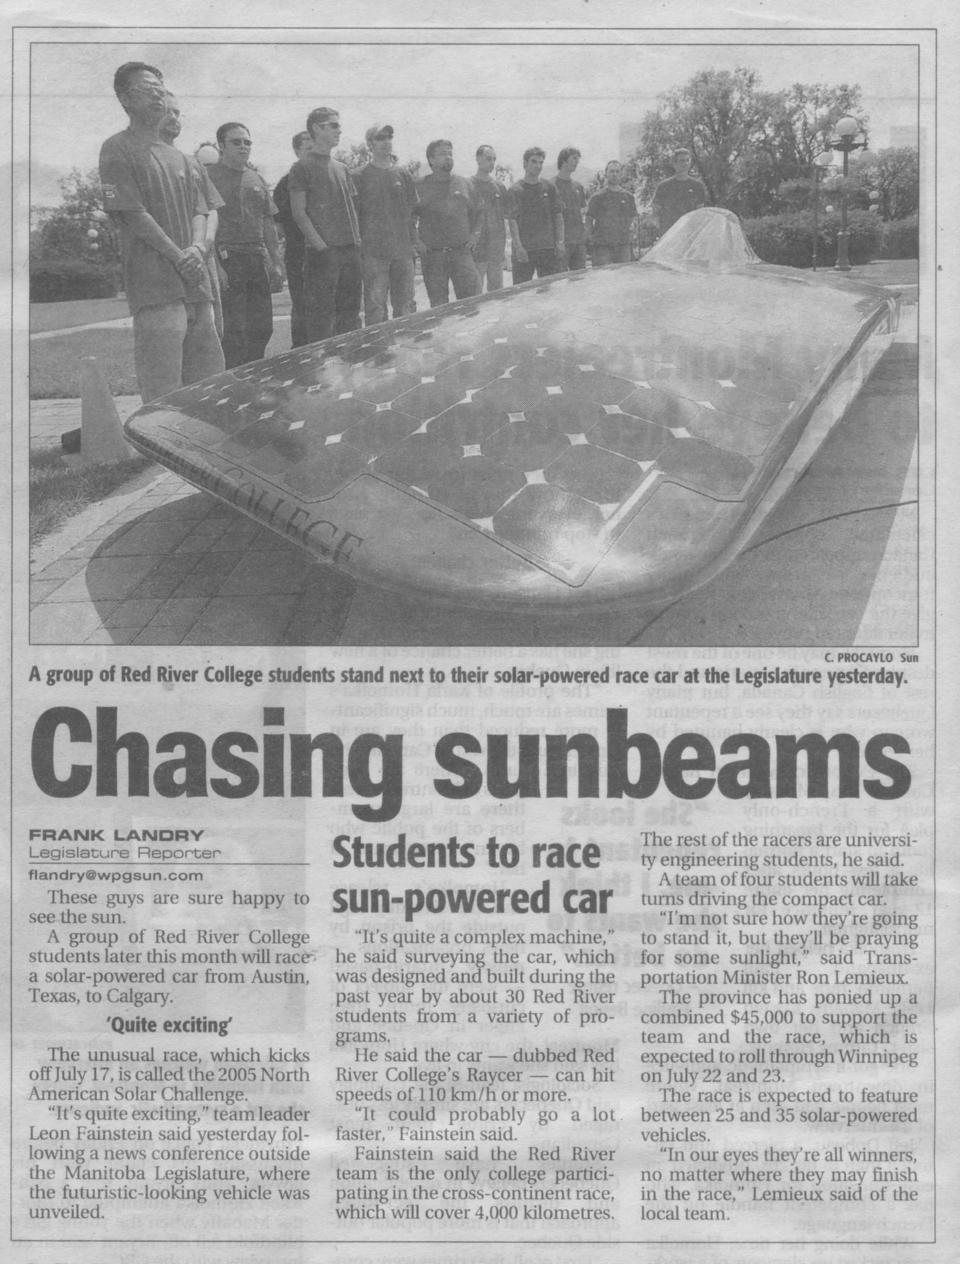 COLLEGE
C. PROCAYLO Sun
A group of Red River College students stand next to their solar-powered race car at the Legislature yesterday.
Chasing sunbeams
FRANK LANDRY
Legislature Reporter
flandry@wpgsun.com
These guys are sure happy to
see the sun.
A group of Red River College
students later this month will race
a solar-powered car from Austin,
Texas, to Calgary.
'Quite exciting'
The unusual race, which kicks
off July 17, is called the 2005 North
American Solar Challenge.
"It's quite exciting," team leader
Leon Fainstein said yesterday fol-
lowing a news conference outside
the Manitoba Legislature, where
the futuristic-looking vehicle was
unveiled.
Students to race
sun-powered car
"It's quite a complex machine,"
he said surveying the car, which
was designed and built during the
past year by about 30 Red River
students from a variety of pro-
grams.
He said the car — dubbed Red
River College's Raycer — can hit
speeds of 110 km/h or more.
"It could probably go a lot
faster," Fainstein said.
Fainstein said the Red River
team is the only college partici-
pating in the cross-continent race,
which will cover 4,000 kilometres.
The rest of the racers are universi-
ty engineering students, he said.
A team of four students will take
turns driving the compact car.
"I'm not sure how they're going
to stand it, but they'll be praying
for some sunlight," said Trans-
portation Minister Ron Lemieux.
The province has ponied up a
combined $45,000 to support the
team and the race, which is
expected to roll through Winnipeg
on July 22 and 23.
The race is expected to feature
between 25 and 35 solar-powered
vehicles.
"In our eyes they're all winners,
no matter where they may finish
in the race," Lemieux said of the
local team.